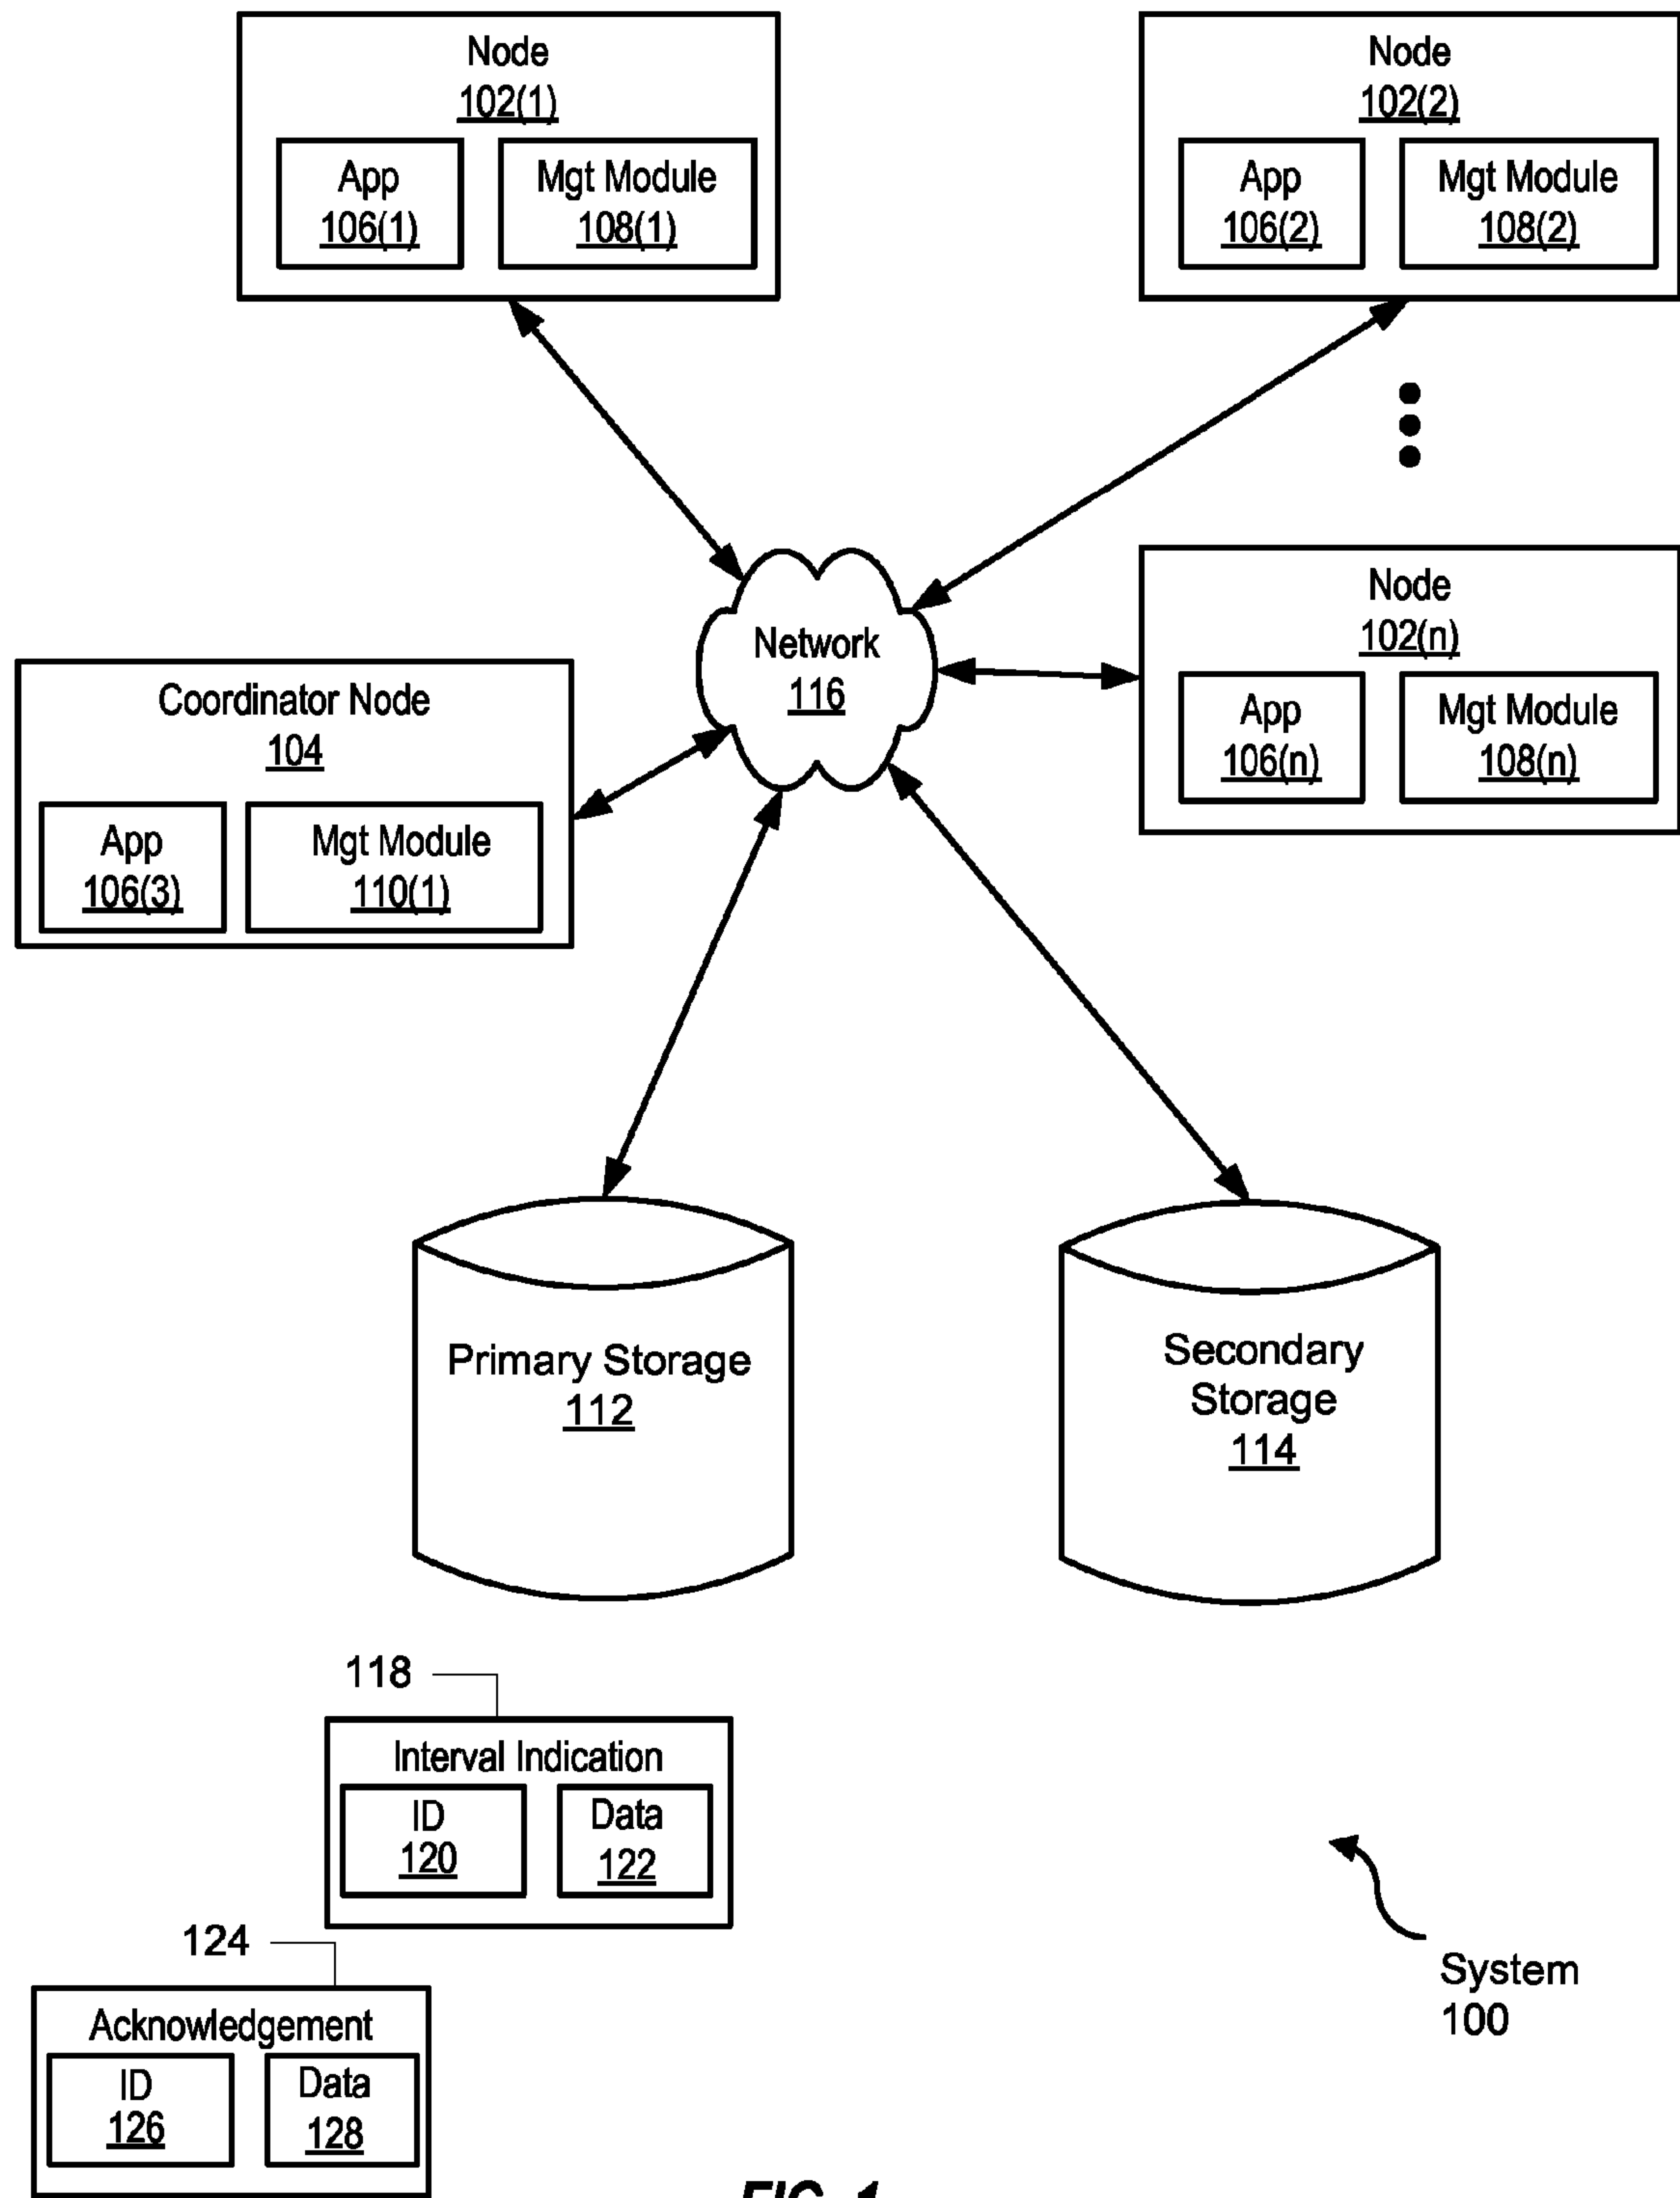 Node
102(1)
App
106(1)
Mgt Module
108(1)
Node
102(2)
App
106(2)
Mgt Module
108(2)
Node
102(n)
App
106(n)
Mgt Module
108(n)
Network
116
Coordinator Node
104
App
106(3)
Mgt Module
110(1)
Primary Storage
112
Secondary
Storage
114
118
Interval Indication
ID
120
Data
122
124
Acknowledgement
ID
126
Data
128
System
100
FIG. 1